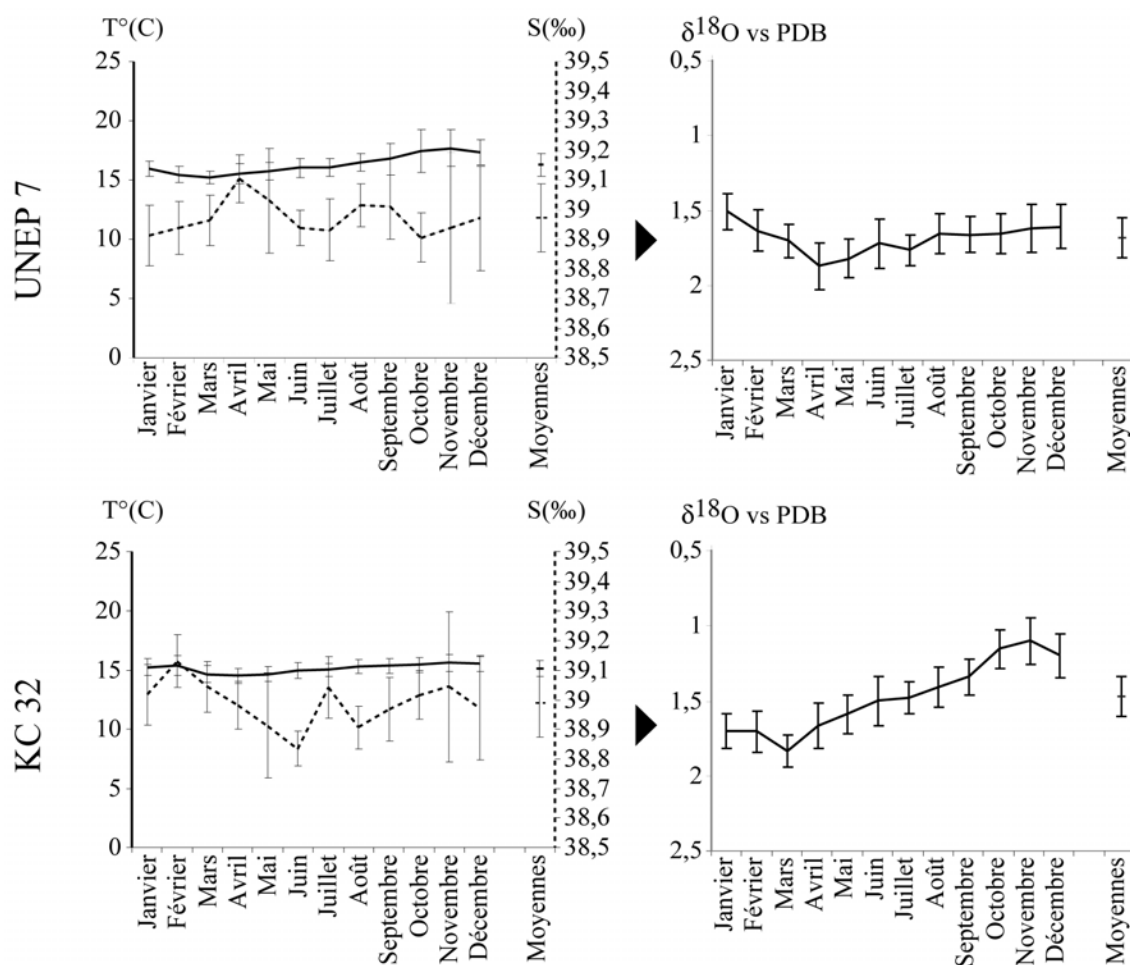 T°(C)
S(‰)
δ18O vs PDB
UNEP 7
25
20
15
10
5
0
39,5
39,4
39,3
39,2
39,1
39
38,9
38,8
38,7
38,6
38,5
Janvier
Février
Mars
Avril
Mai
Juin
Juillet
Août
Septembre
Octobre
Novembre
Décembre
Moyennes
0,5
1
1,5
2
2,5
Janvier
Février
Mars
Avril
Mai
Juin
Juillet
Août
Septembre
Octobre
Novembre
Décembre
Moyennes
T°(C)
S(‰)
δ18O vs PDB
KC 32
25
20
15
10
5
0
39,5
39,4
39,3
39,2
39,1
39
38,9
38,8
38,7
38,6
38,5
Janvier
Février
Mars
Avril
Mai
Juin
Juillet
Août
Septembre
Octobre
Novembre
Décembre
Moyennes
0,5
1
1,5
2
2,5
Janvier
Février
Mars
Avril
Mai
Juin
Juillet
Août
Septembre
Octobre
Novembre
Décembre
Moyennes